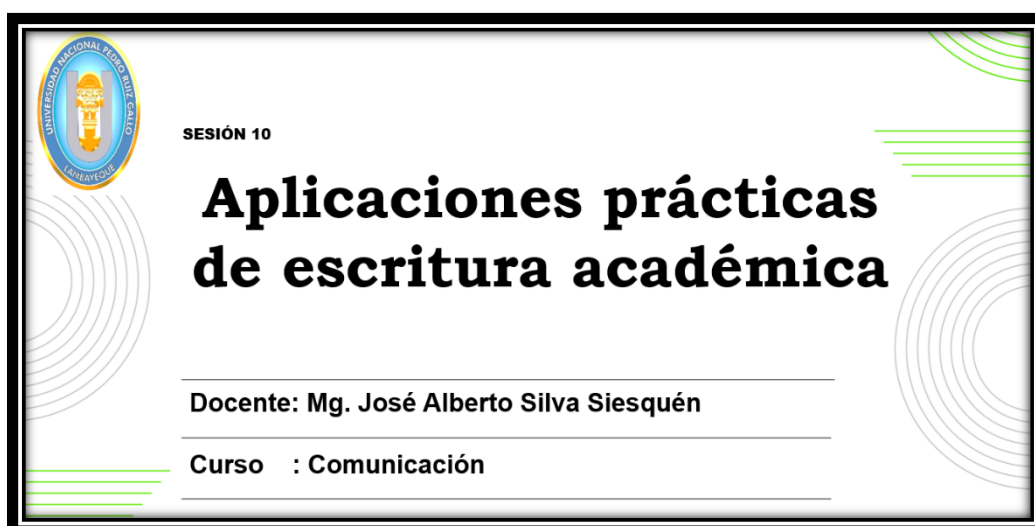 UNIVERSIDAD NACIONAL PEDRO RUIZ GALLO
LAMBAYEQUE
SESIÓN 10
Aplicaciones prácticas
de escritura académica
Docente: Mg. José Alberto Silva Siesquén
Curso : Comunicación